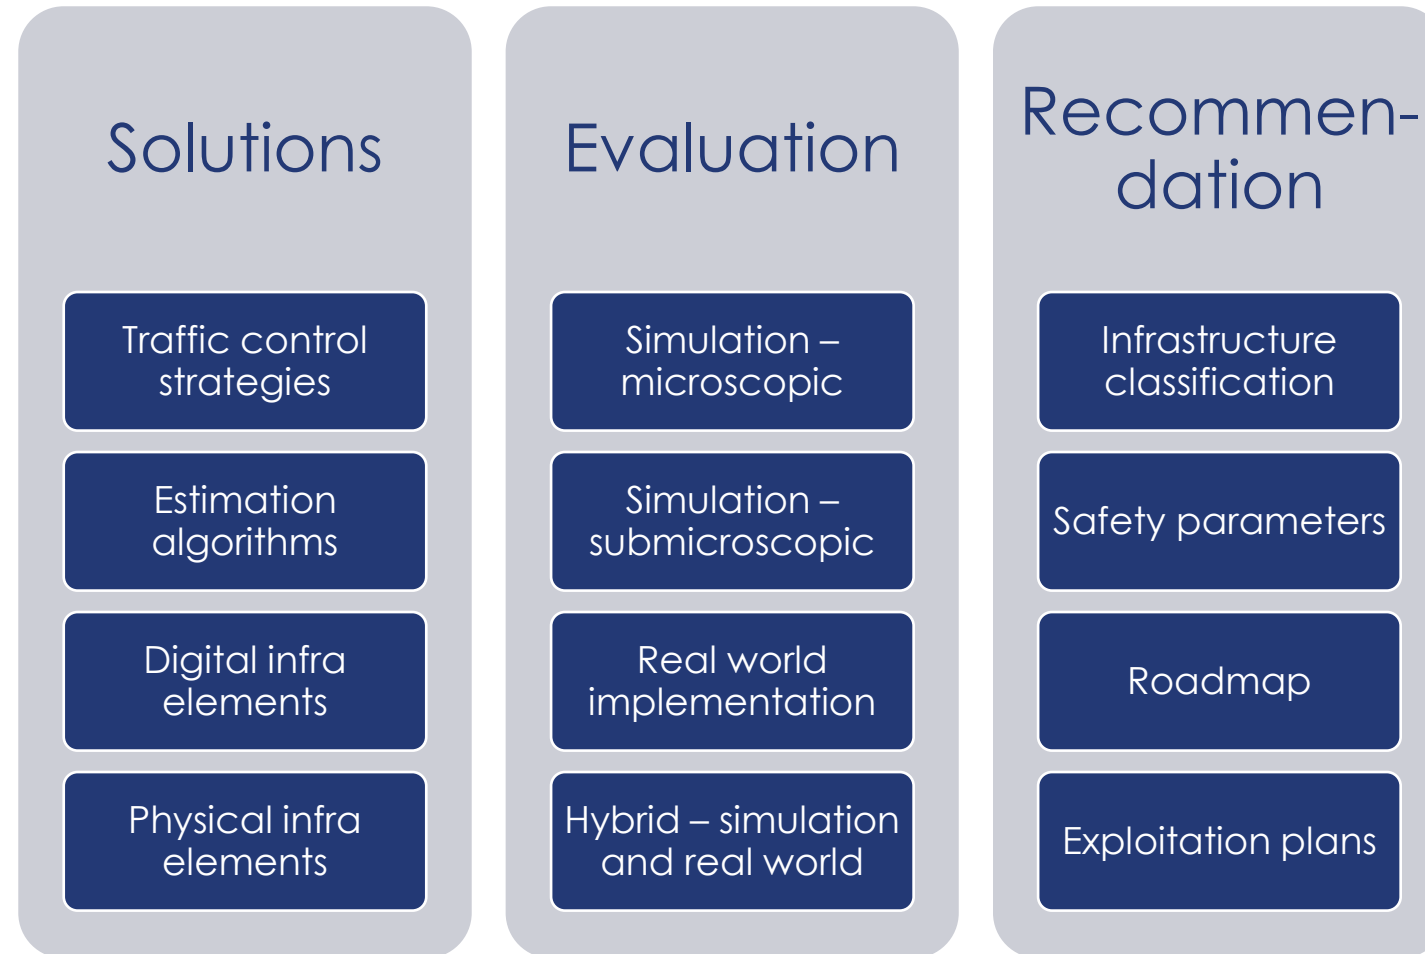 Solutions
Traffic control
strategies
Estimation
algorithms
Digital infra
elements
Physical infra
elements
Evaluation
Simulation –
microscopic
Simulation –
submicroscopic
Real world
implementation
Hybrid – simulation
and real world
Recommen-
dation
Infrastructure
classification
Safety parameters
Roadmap
Exploitation plans